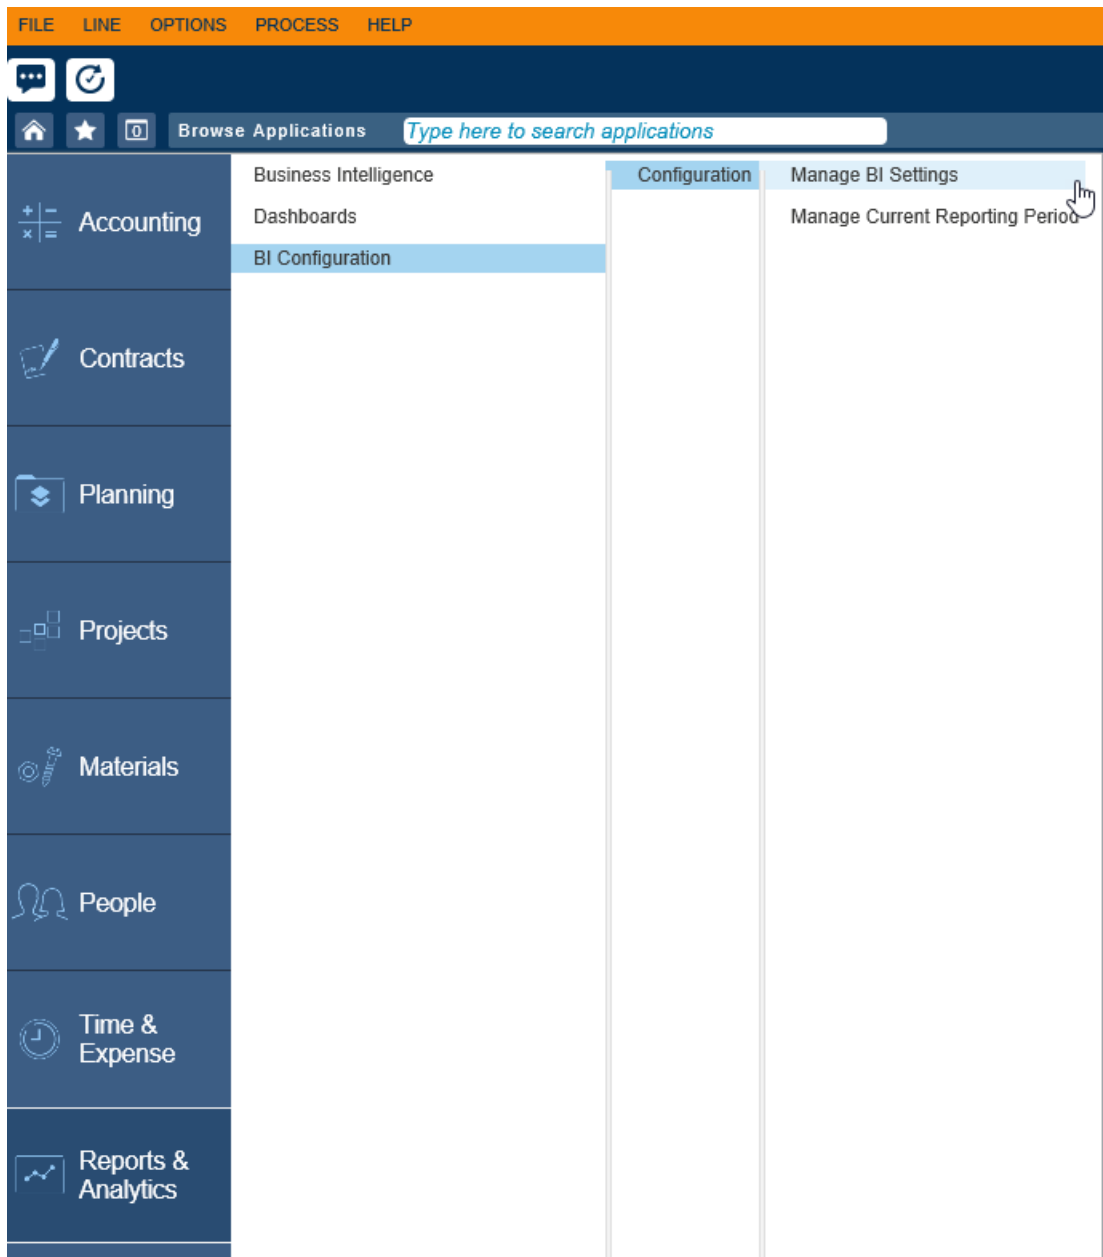 FILE LINE OPTIONS PROCESS HELP
0 Browse Applications Type here to search applications
Accounting
Contracts
Planning
Projects
Materials
People
Time &
Expense
Reports &
Analytics
Business Intelligence
Dashboards
BI Configuration
Configuration
Manage BI Settings
Manage Current Reporting Period